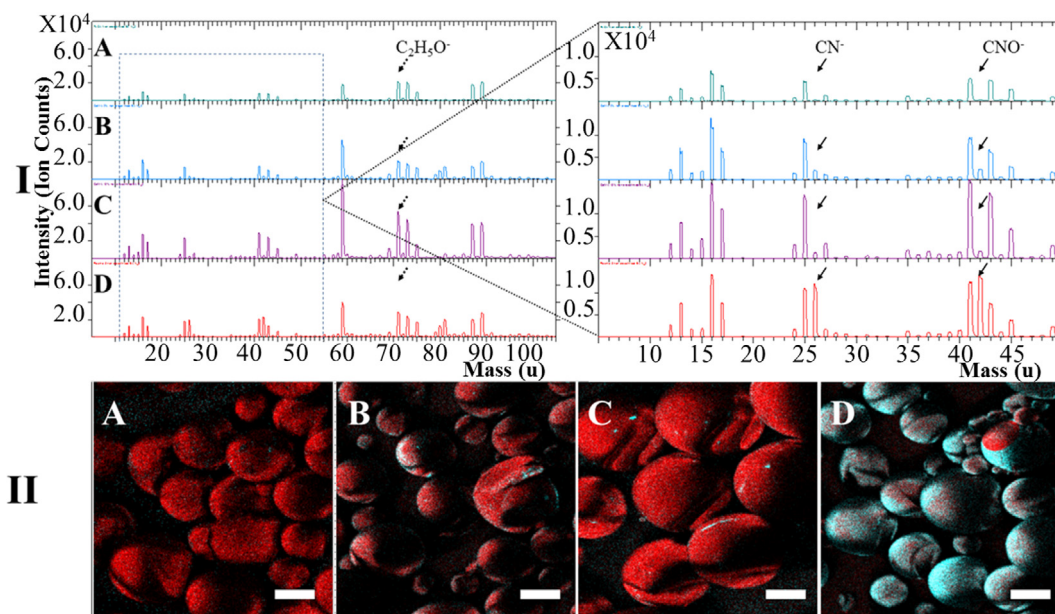 X10⁴
A
6.0
2.0
C₂H₅O⁻
B
6.0
2.0
C
6.0
2.0
D
6.0
2.0
Intensity (Ion Counts)
I
20 30 40 50 60 70 80 90 100
Mass (u)
X10⁴
CN⁻
CNO⁻
1.0
0.5
1.0
0.5
1.0
0.5
1.0
0.5
10 15 20 25 30 35 40 45
Mass (u)
II
A
B
C
D